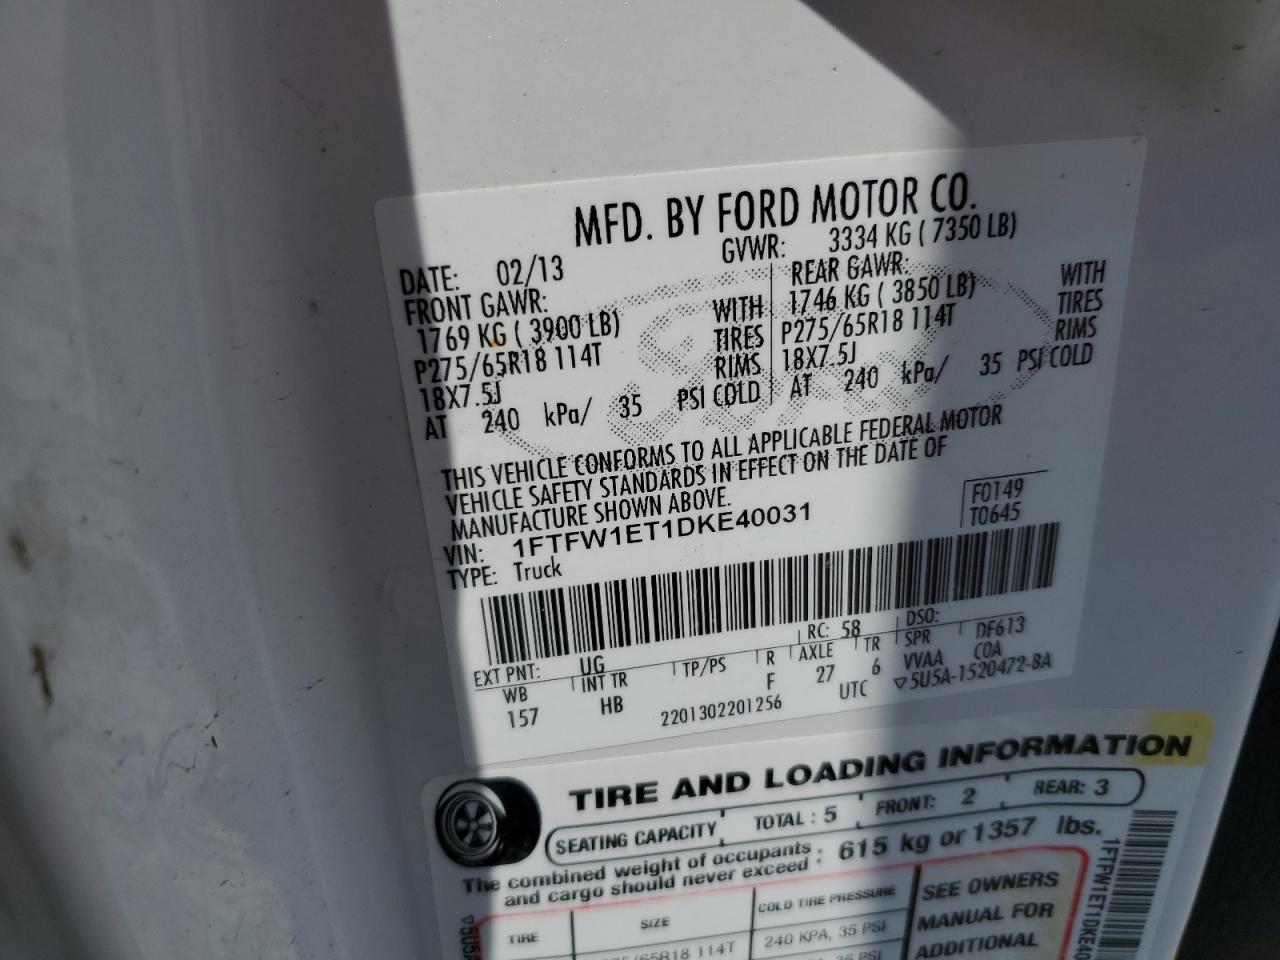 MFD. BY FORD MOTOR CO.
DATE: 02/13 GVWR: 3334 KG ( 7350 LB)
FRONT GAWR: REAR GAWR:
1769 KG ( 3900 LB) WITH 1746 KG ( 3850 LB) WITH
P275/65R18 114T TIRES P275/65R18 114T TIRES
18X7.5J RIMS 18X7.5J RIMS
AT 240 kPa/ 35 PSI COLD AT 240 kPa/ 35 PSI COLD
THIS VEHICLE CONFORMS TO ALL APPLICABLE FEDERAL MOTOR
VEHICLE SAFETY STANDARDS IN EFFECT ON THE DATE OF
MANUFACTURE SHOWN ABOVE.
VIN: 1FTFW1ET1DKE40031 F0149
TYPE: Truck T0645
EXT PNT: UG RC: 58 DSO:
WB INT TR TP/PS R AXLE TR SPR DF613
157 HB F 27 6 VVAA COA
2201302201256 UTC ▽5U5A-1520472-BA
TIRE AND LOADING INFORMATION
SEATING CAPACITY TOTAL : 5 FRONT: 2 REAR: 3
The combined weight of occupants : 615 kg or 1357 lbs.
and cargo should never exceed
TIRE SIZE COLD TIRE PRESSURE SEE OWNERS
MANUAL FOR
ADDITIONAL
240 KPA, 35 PSI
35 PSI
▽5U5A
1FTFW1ET1DKE40